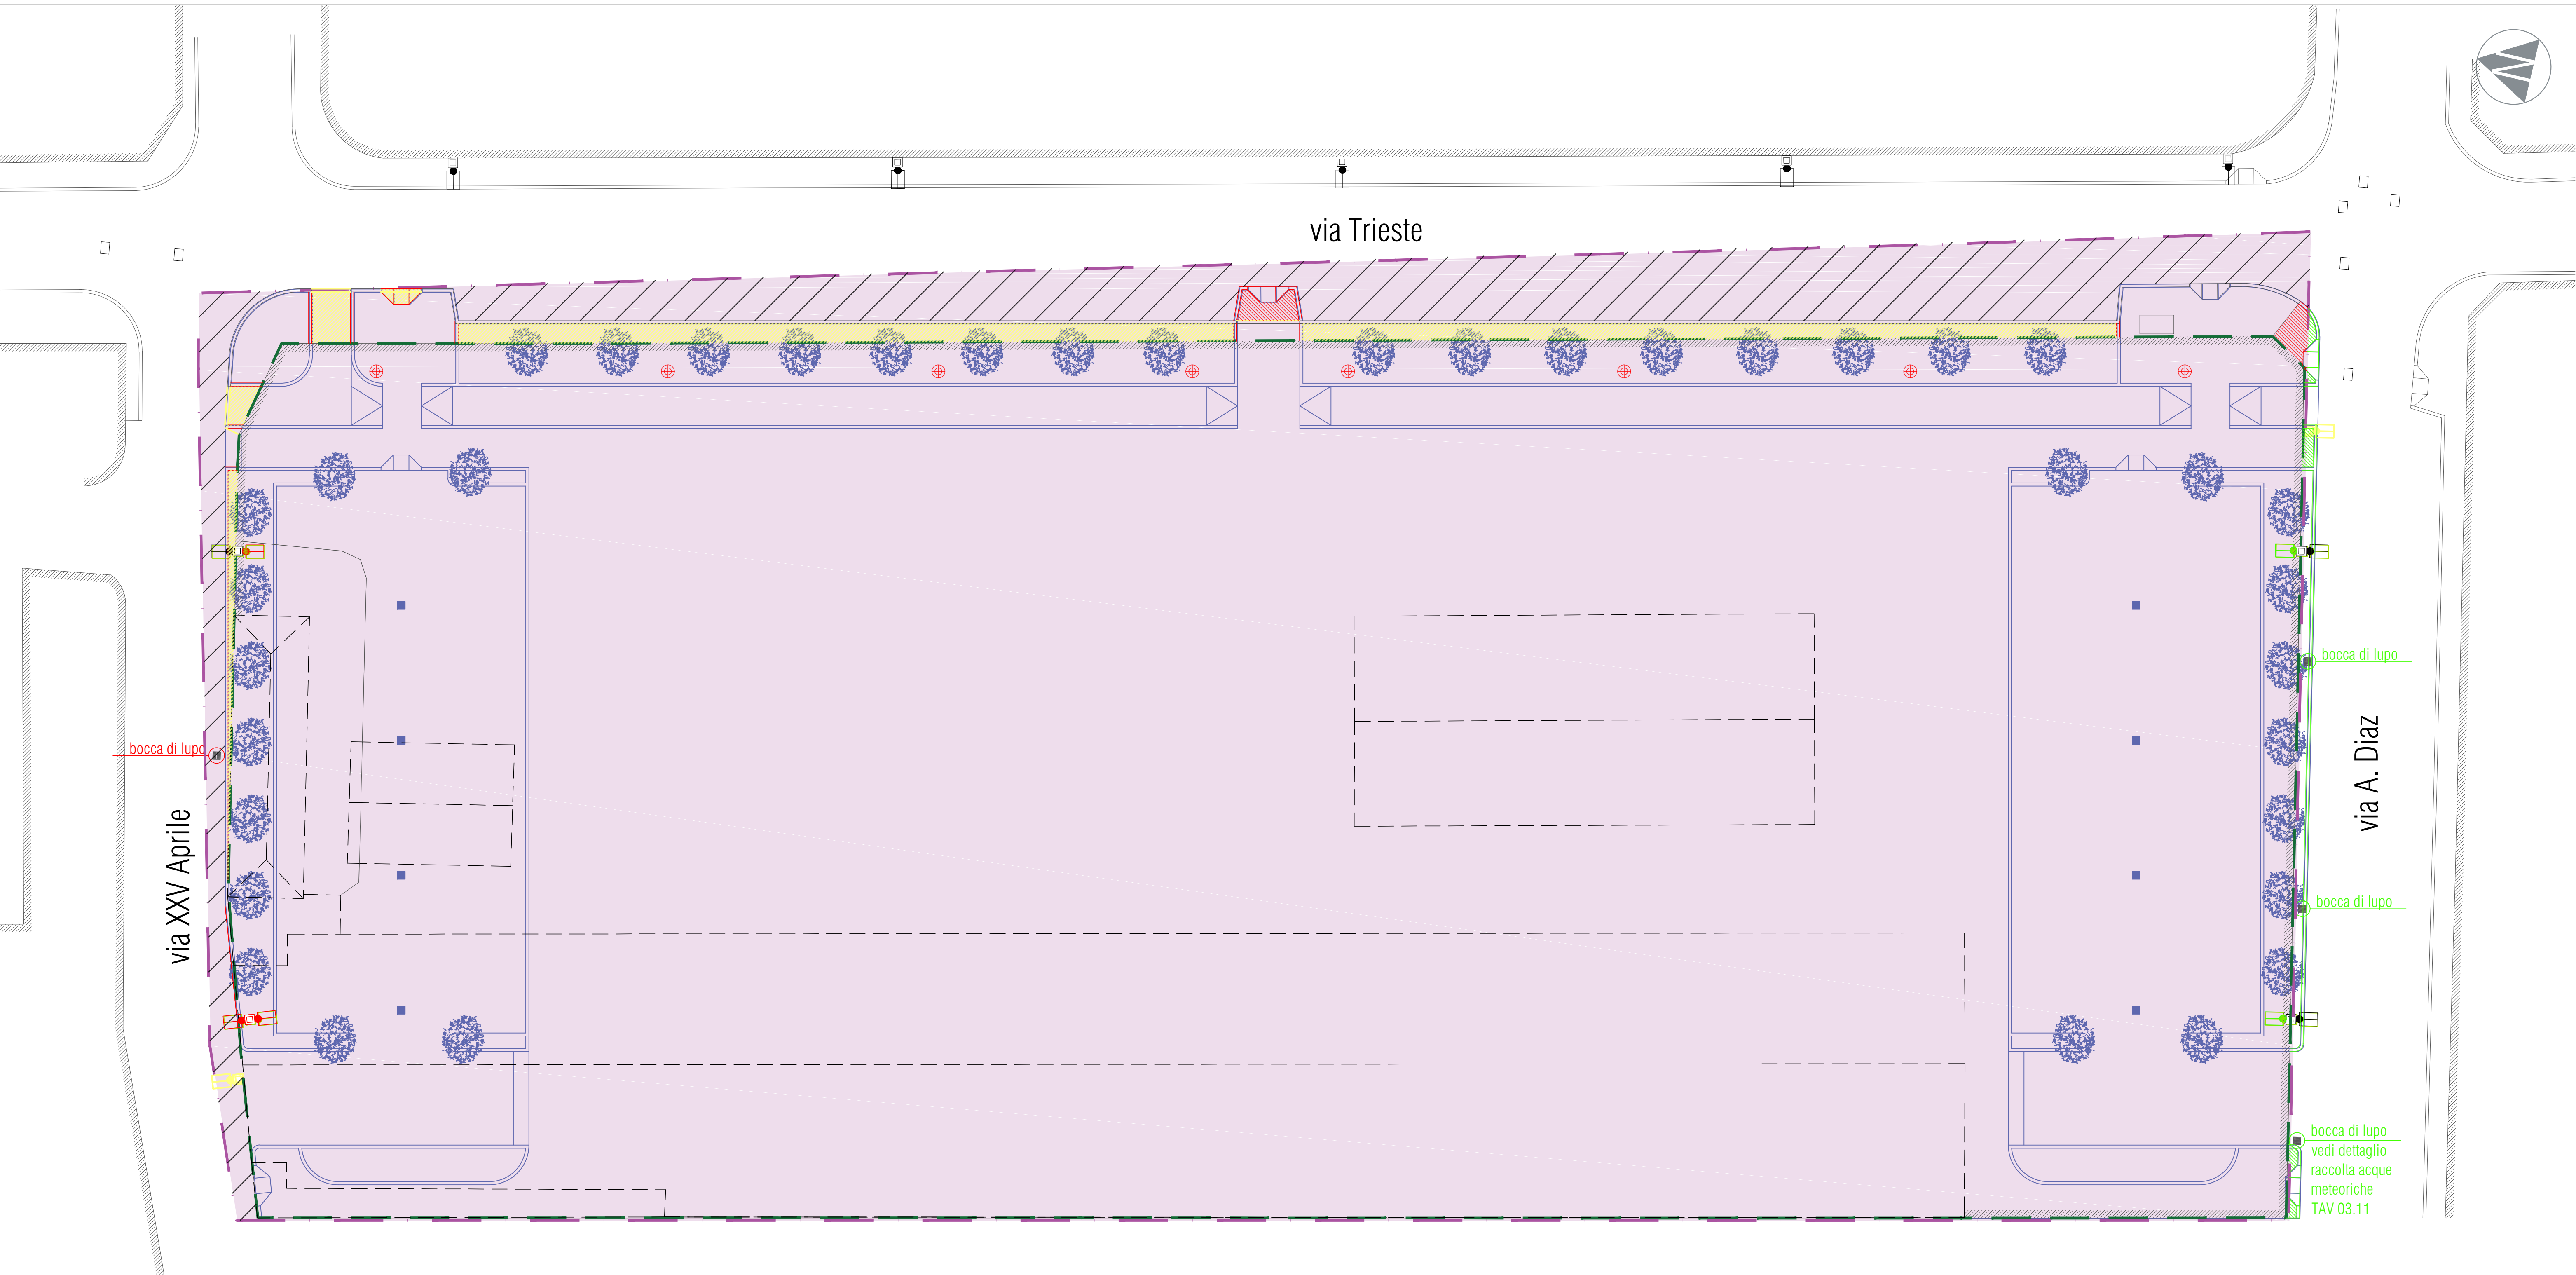 via Trieste
bocca di lupo
bocca di lupo
via A. Diaz
via XXV Aprile
bocca di lupo
bocca di lupo
vedi dettaglio
raccolta acque
meteoriche
TAV 03.11